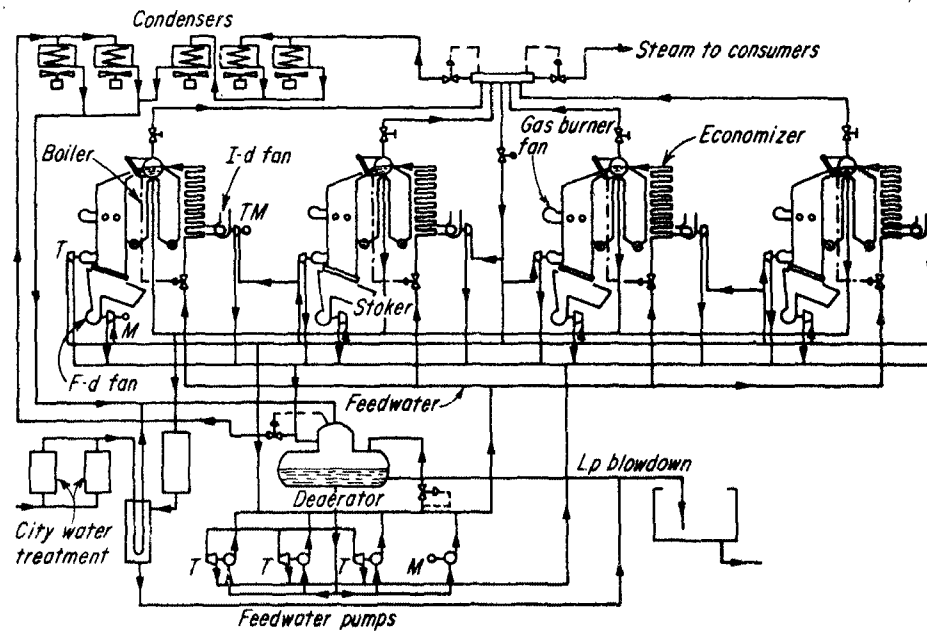 Condensers
Steam to consumers
Boiler
I-d fan
TM
Gas burner
fan
Economizer
T
Stoker
M
F-d fan
Feedwater
L.p blowdown
Deaerator
City water
treatment
T
T
T
M
Feedwater pumps